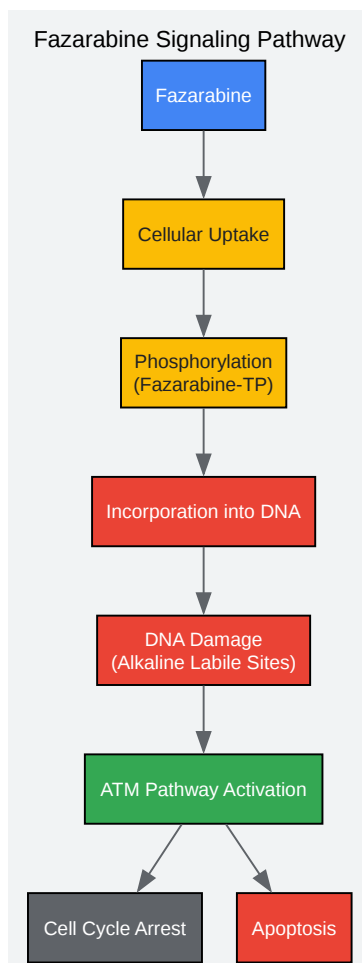 Fazarabine Signaling Pathway
Fazarabine
Cellular Uptake
Phosphorylation
(Fazarabine-TP)
Incorporation into DNA
DNA Damage
(Alkaline Labile Sites)
ATM Pathway Activation
Cell Cycle Arrest
Apoptosis